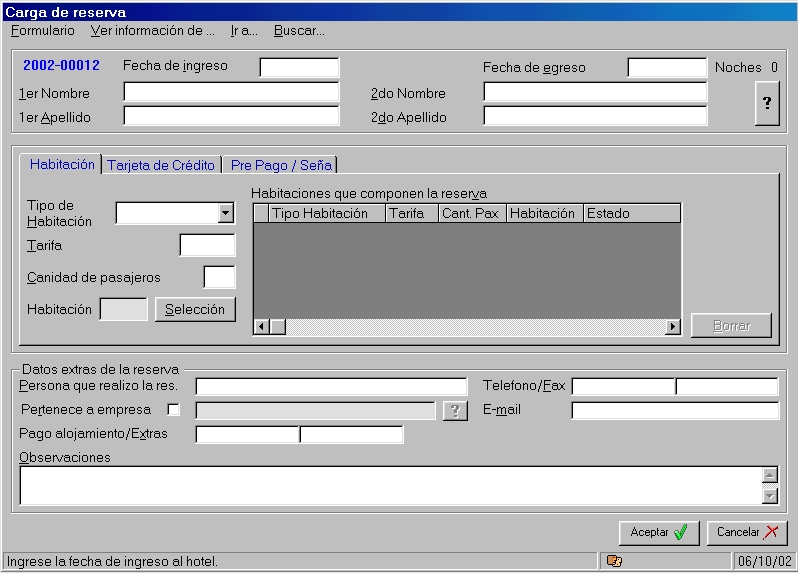 Carga de reserva
Formulario Ver información de ... Ir a... Buscar...
2002-00012 Fecha de ingreso Fecha de egreso Noches 0
1er Nombre 2do Nombre
?
1er Apellido 2do Apellido
Habitación Tarjeta de Crédito Pre Pago / Seña
Habitaciones que componen la reserva
Tipo de
Habitación
Tipo Habitación Tarifa Cant. Pax Habitación Estado
Tarifa
Canidad de pasajeros
Habitación Selección
Borrar
Datos extras de la reserva
Persona que realizo la res. Telefono/Fax
Pertenece a empresa ? E-mail
Pago alojamiento/Extras
Observaciones
Aceptar Cancelar
Ingrese la fecha de ingreso al hotel. 06/10/02